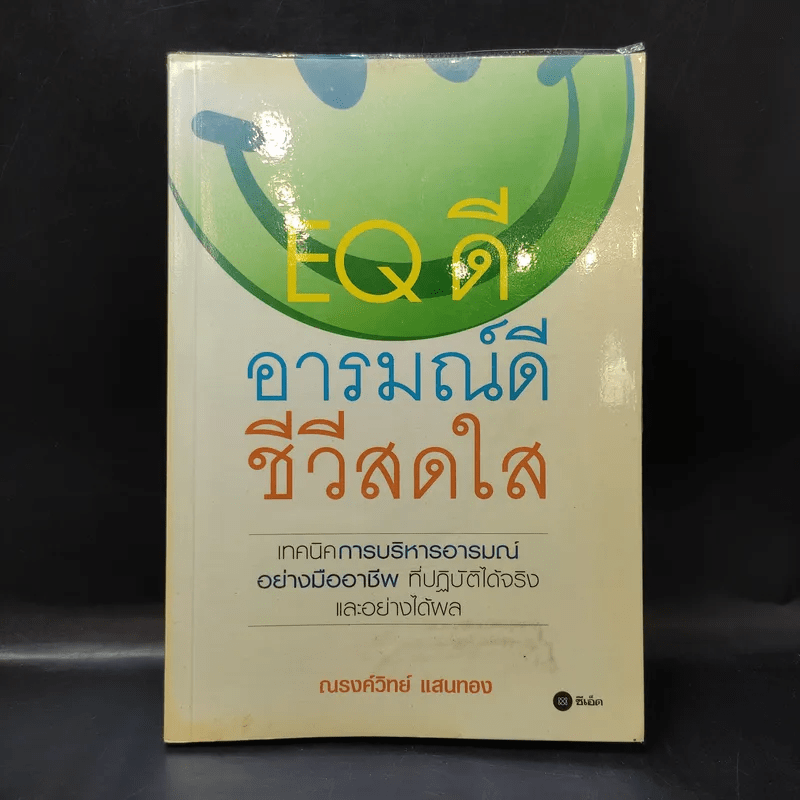 EQ ดี
อารมณ์ดี
ชีวีสดใส
เทคนิคการบริหารอารมณ์
อย่างมืออาชีพ ที่ปฏิบัติได้จริง
และอย่างได้ผล
ณรงค์วิทย์ แสนทอง
ซีเอ็ด